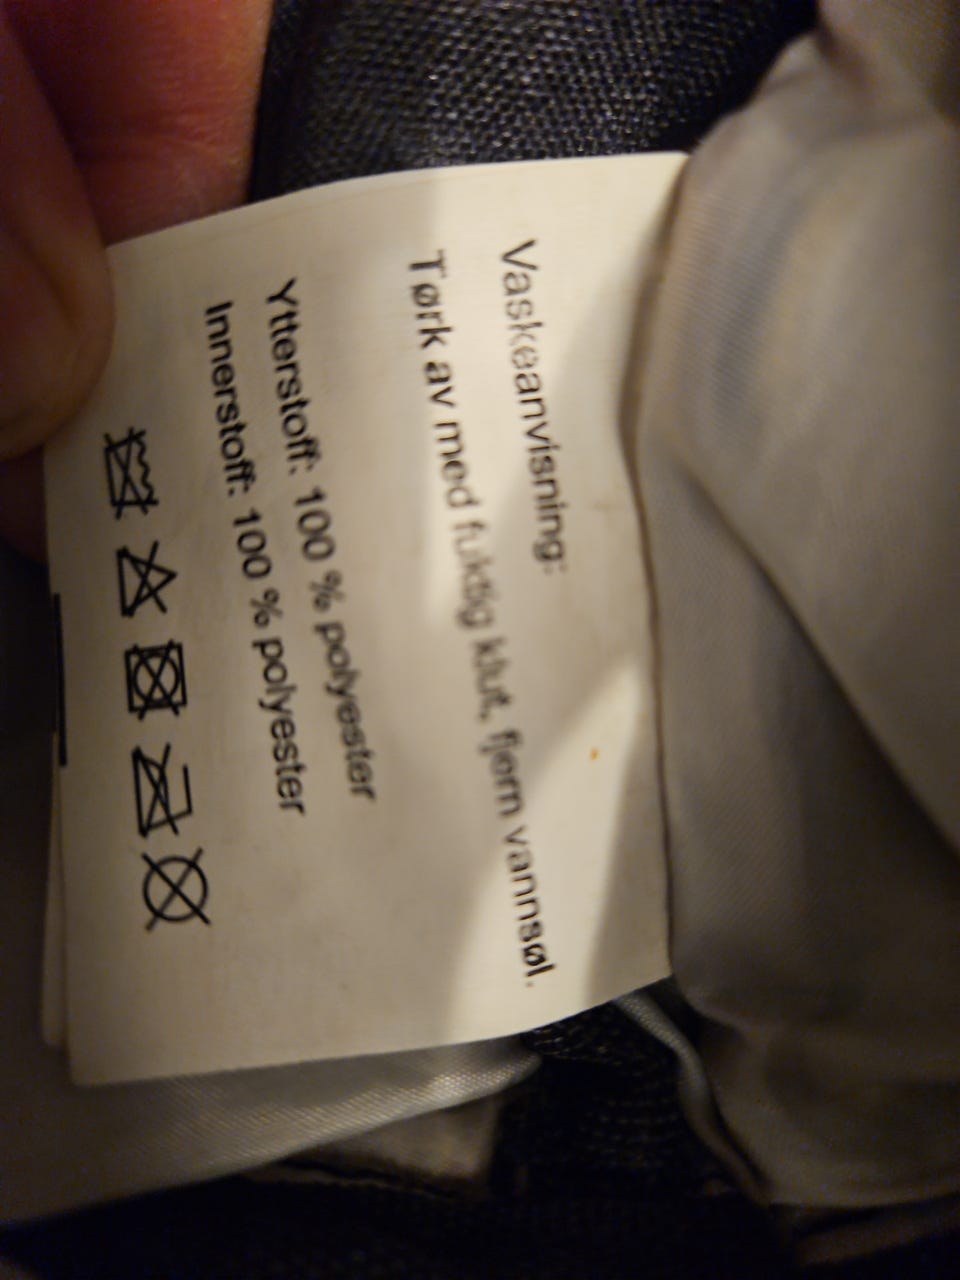 Vaskeanvisning:
Tørk av med fuktig klut, fjern vannsøl.
Ytterstoff: 100 % polyester
Innerstoff: 100 % polyester